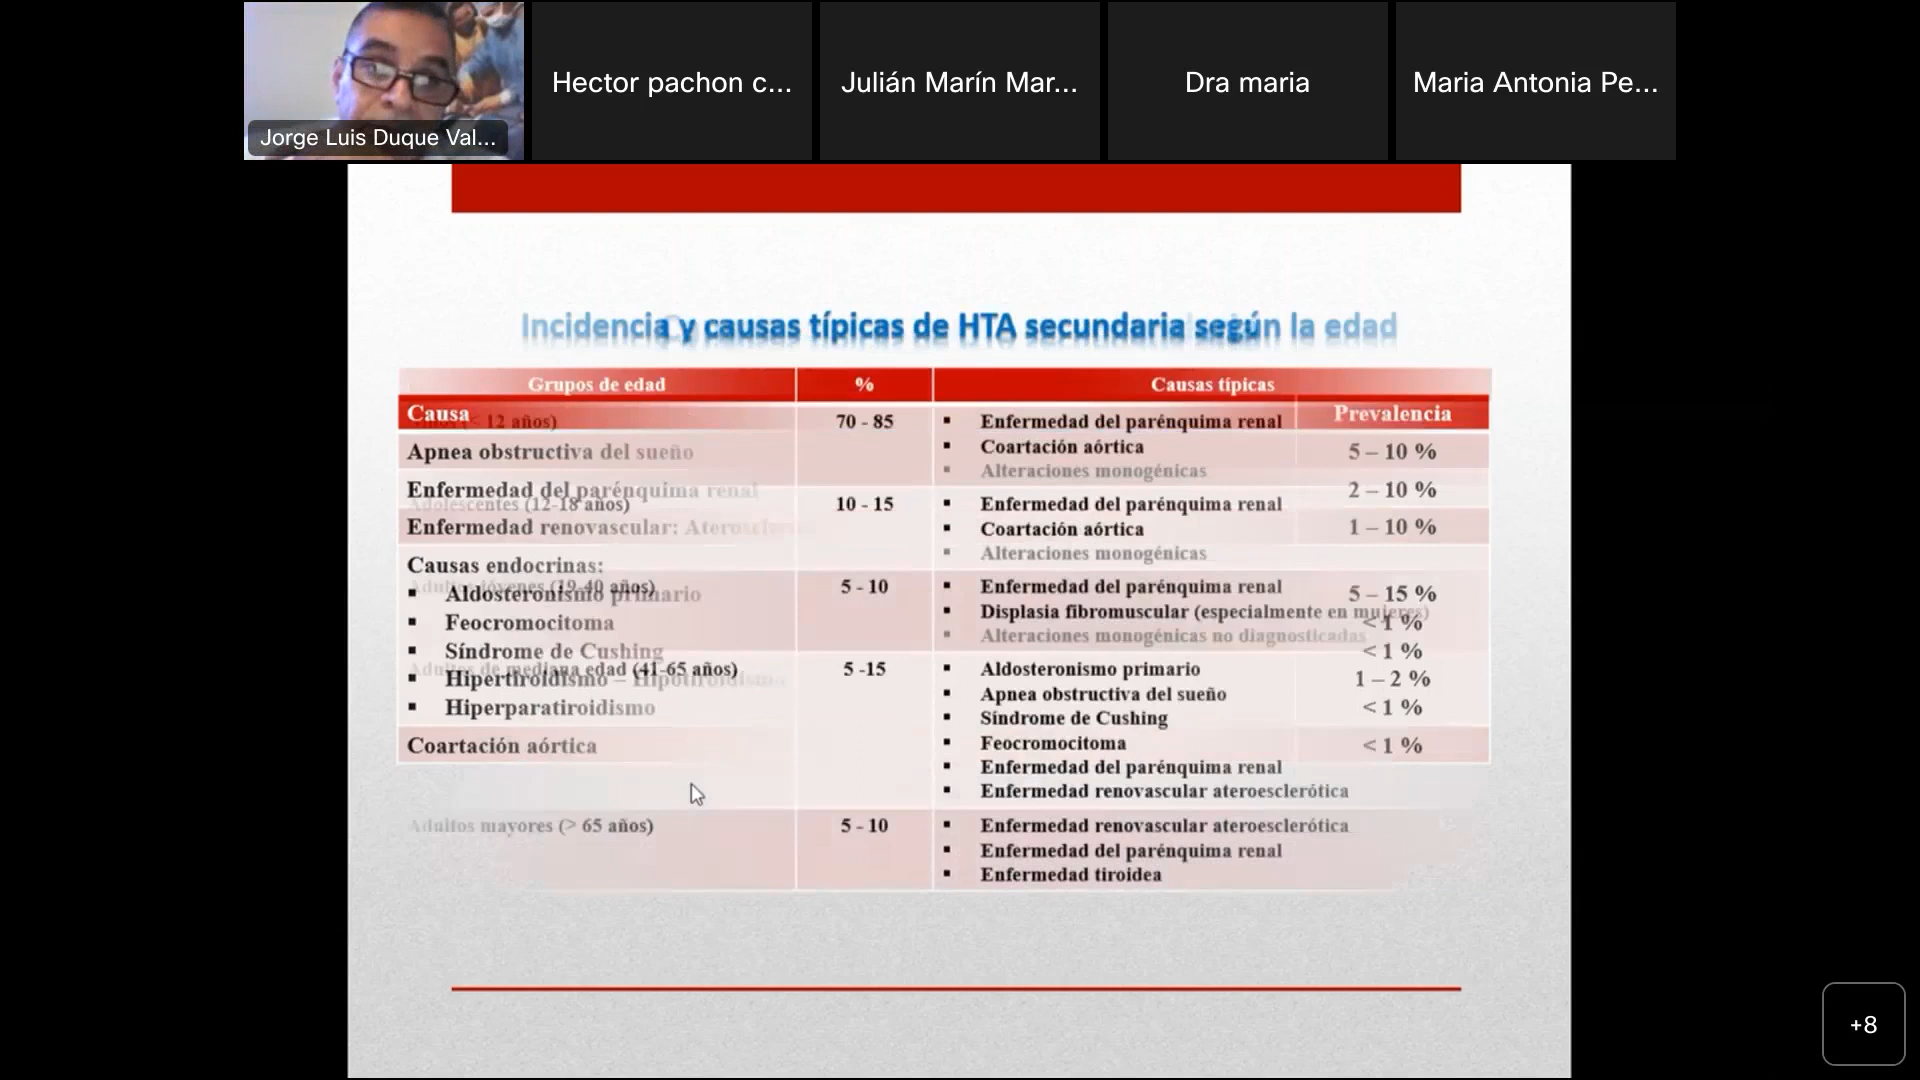 Hector pachon c...
Julián Marín Mar...
Dra maria
Maria Antonia Pe...
Jorge Luis Duque Val...
Incidencia y causas típicas de HTA secundaria según la edad
Grupos de edad
%
Causas típicas
12 años)
70 - 85
Enfermedad del parénquima renal
Coartación aórtica
Alteraciones monogénicas
Adolescentes (12-18 años)
10 - 15
Enfermedad del parénquima renal
Coartación aórtica
Alteraciones monogénicas
Adultos jóvenes (19-40 años)
5 - 10
Enfermedad del parénquima renal
Displasia fibromuscular (especialmente en mujeres)
Alteraciones monogénicas no diagnosticadas
Adultos de mediana edad (41-65 años)
5 -15
Aldosteronismo primario
Apnea obstructiva del sueño
Síndrome de Cushing
Feocromocitoma
Enfermedad del parénquima renal
Enfermedad renovascular ateroesclerótica
Adultos mayores (> 65 años)
5 - 10
Enfermedad renovascular ateroesclerótica
Enfermedad del parénquima renal
Enfermedad tiroidea
Causa
Prevalencia
Apnea obstructiva del sueño
5 – 10 %
Enfermedad del parénquima renal
2 – 10 %
Enfermedad renovascular:
1 – 10 %
Causas endocrinas:
Aldosteronismo primario
5 – 15 %
Feocromocitoma
< 1 %
Síndrome de Cushing
< 1 %
Hipertiroidismo – Hipotiroidismo
1 – 2 %
Hiperparatiroidismo
< 1 %
Coartación aórtica
< 1 %
+8